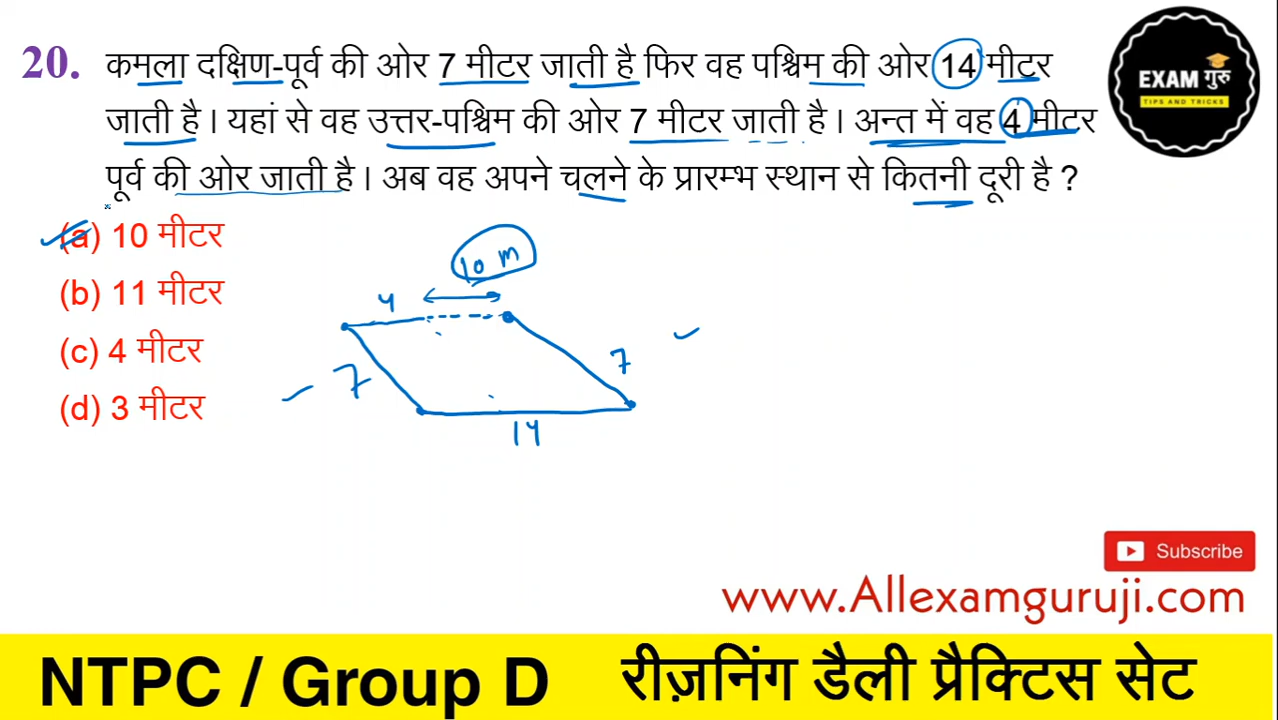 20. कमला दक्षिण-पूर्व की ओर 7 मीटर जाती है फिर वह पश्चिम की ओर 14 मीटर
जाती है। यहां से वह उत्तर-पश्चिम की ओर 7 मीटर जाती है। अन्त में वह 4 मीटर
पूर्व की ओर जाती है। अब वह अपने चलने के प्रारम्भ स्थान से कितनी दूरी है ?
(a) 10 मीटर
(b) 11 मीटर
(c) 4 मीटर
(d) 3 मीटर
10 m
4
7
7
14
EXAM गुरु
TIPS AND TRICKS
Subscribe
www.Allexamguruji.com
NTPC / Group D रीज़निंग डैली प्रैक्टिस सेट